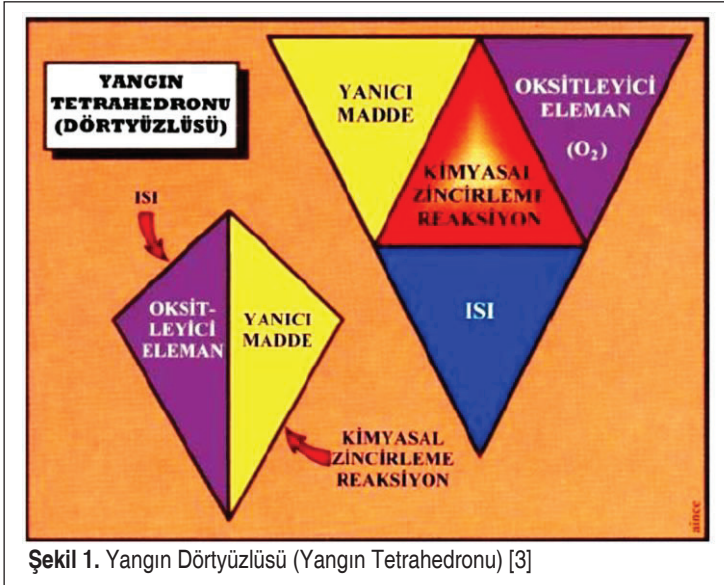 YANGIN
TETRAHEDRONU
(DÖRTYÜZLÜSÜ)
YANICI
MADDE
OKSİTLEYİCİ
ELEMAN
(O₂)
KİMYASAL
ZİNCİRLEME
REAKSİYON
ISI
ISI
OKSİT-
LEYİCİ
ELEMAN
YANICI
MADDE
KİMYASAL
ZİNCİRLEME
REAKSİYON
aince
Şekil 1. Yangın Dörtyüzlüsü (Yangın Tetrahedronu) [3]